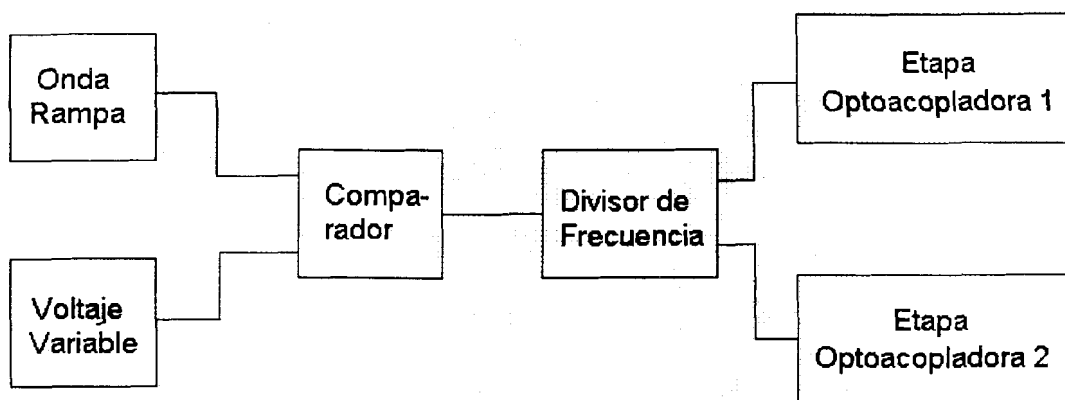 Onda
Rampa
Voltaje
Variable
Compa-
rador
Divisor de
Frecuencia
Etapa
Optoacopladora 1
Etapa
Optoacopladora 2